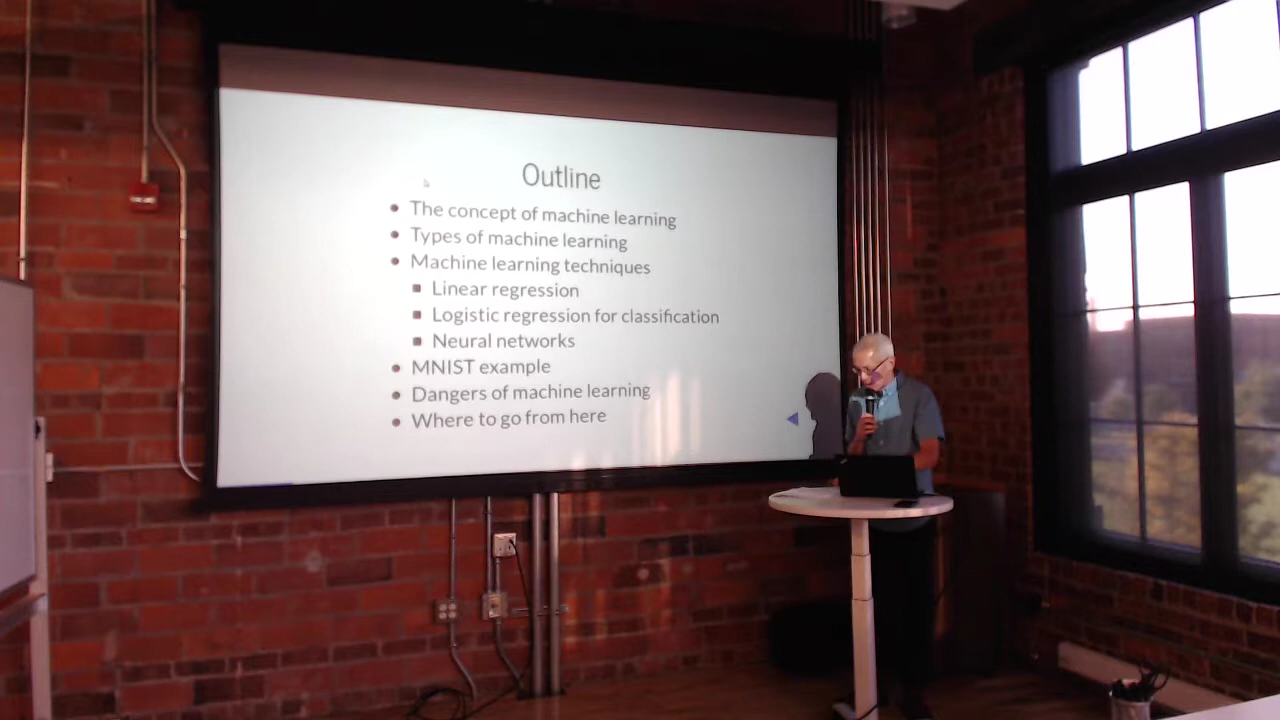 Outline
The concept of machine learning
Types of machine learning
Machine learning techniques
Linear regression
Logistic regression for classification
Neural networks
MNIST example
Dangers of machine learning
Where to go from here